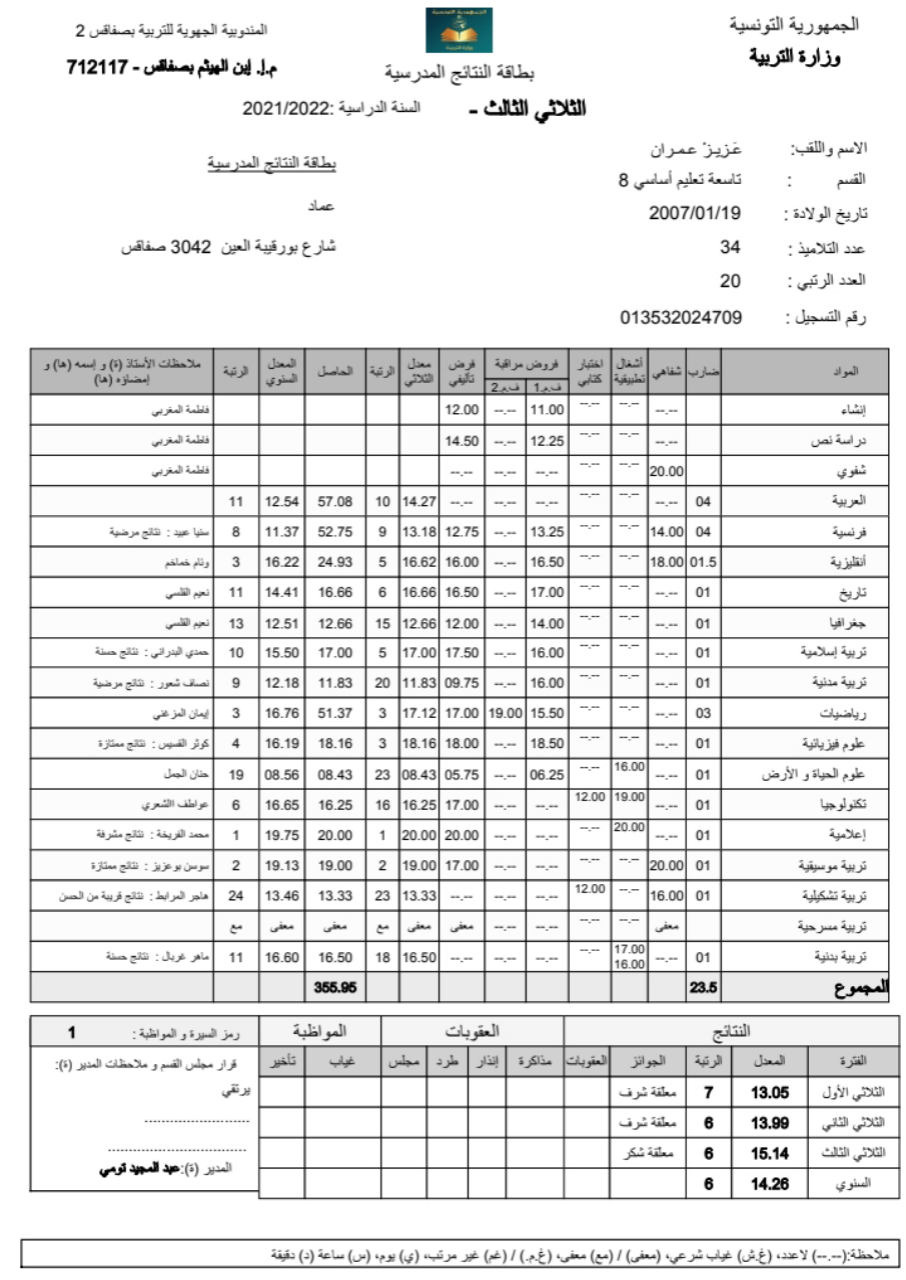 الجمهورية التونسية
وزارة التربية
المندوبية الجهوية للتربية بصفاقس 2
م.إ. إبن الهيثم بصفاقس - 712117
بطاقة النتائج المدرسية
الثلاثي الثالث -
السنة الدراسية :2021/2022
الاسم واللقب: عَزيزْ عمران
القسم : تاسعة تعليم أساسي 8
تاريخ الولادة : 2007/01/19
عدد التلاميذ : 34
العدد الرتبي : 20
رقم التسجيل : 013532024709
بطاقة النتائج المدرسية
عماد
شارع بورقيبة العين 3042 صفاقس
المواد ضارب شفاهي أشغال تطبيقية اختبار كتابي فروض مراقبة ف.م.1 ف.م.2 فرض تأليفي معدل الثلاثي الرتبة الحاصل المعدل السنوي الرتبة ملاحظات الأستاذ (ة) و إسمه (ها) و إمضاؤه (ها)
إنشاء --.-- --.-- --.-- 11.00 --.-- 12.00 فاطمة المغربي
دراسة نص --.-- --.-- --.-- 12.25 --.-- 14.50 فاطمة المغربي
شفوي 20.00 --.-- --.-- --.-- --.-- --.-- فاطمة المغربي
العربية 04 --.-- --.-- --.-- --.-- --.-- --.-- 14.27 10 57.08 12.54 11
فرنسية 04 14.00 --.-- --.-- 13.25 --.-- 12.75 13.18 9 52.75 11.37 8 سنيا عبيد : نتائج مرضية
أنقليزية 01.5 18.00 --.-- --.-- 16.50 --.-- 16.00 16.62 5 24.93 16.22 3 وئام خماخم
تاريخ 01 --.-- --.-- --.-- 17.00 --.-- 16.50 16.66 6 16.66 14.41 11 نعيم القلسي
جغرافيا 01 --.-- --.-- --.-- 14.00 --.-- 12.00 12.66 15 12.66 12.51 13 نعيم القلسي
تربية إسلامية 01 --.-- --.-- --.-- 16.00 --.-- 17.50 17.00 5 17.00 15.50 10 حمدي البدراني : نتائج حسنة
تربية مدنية 01 --.-- --.-- --.-- 16.00 --.-- 09.75 11.83 20 11.83 12.18 9 نصاف شعور : نتائج مرضية
رياضيات 03 --.-- --.-- --.-- 15.50 19.00 17.00 17.12 3 51.37 16.76 3 إيمان المزغني
علوم فيزيائية 01 --.-- --.-- --.-- 18.50 --.-- 18.00 18.16 3 18.16 16.19 4 كوثر القسيس : نتائج ممتازة
علوم الحياة و الأرض 01 --.-- 16.00 --.-- 06.25 --.-- 05.75 08.43 23 08.43 08.56 19 حنان الجمل
تكنولوجيا 01 --.-- 19.00 12.00 --.-- --.-- 17.00 16.25 16 16.25 16.65 6 عواطف االشعري
إعلامية 01 --.-- 20.00 --.-- --.-- --.-- 20.00 20.00 1 20.00 19.75 1 محمد الفريخة : نتائج مشرفة
تربية موسيقية 01 20.00 --.-- --.-- --.-- --.-- 17.00 19.00 2 19.00 19.13 2 سوسن بوعزيز : نتائج ممتازة
تربية تشكيلية 01 16.00 --.-- 12.00 --.-- --.-- --.-- 13.33 23 13.33 13.46 24 هاجر المرابط : نتائج قريبة من الحسن
تربية مسرحية معفى --.-- --.-- --.-- --.-- معفى معفى مع معفى معفى مع
تربية بدنية 01 --.-- 17.00 16.00 --.-- --.-- --.-- --.-- 16.50 18 16.50 16.60 11 ماهر غربال : نتائج حسنة
المجموع 23.5 355.95
النتائج العقوبات المواظبة رمز السيرة و المواظبة : 1
الفترة المعدل الرتبة الجوائز العقوبات مذاكرة إنذار طرد مجلس غياب تأخير
الثلاثي الأول 13.05 7 معلّقة شرف
الثلاثي الثاني 13.99 6 معلّقة شرف
الثلاثي الثالث 15.14 6 معلّقة شكر
السنوي 14.26 6
قرار مجلس القسم و ملاحظات المدير (ة):
يرتقي
..........................
..................................
المدير (ة):عبد المجيد تومي
ملاحظة:(--.--) لاعدد، (غ.ش) غياب شرعي، (معفى) / (مع) معفى، (غ.م.) / (غم) غير مرتب، (ي) يوم، (س) ساعة (د) دقيقة